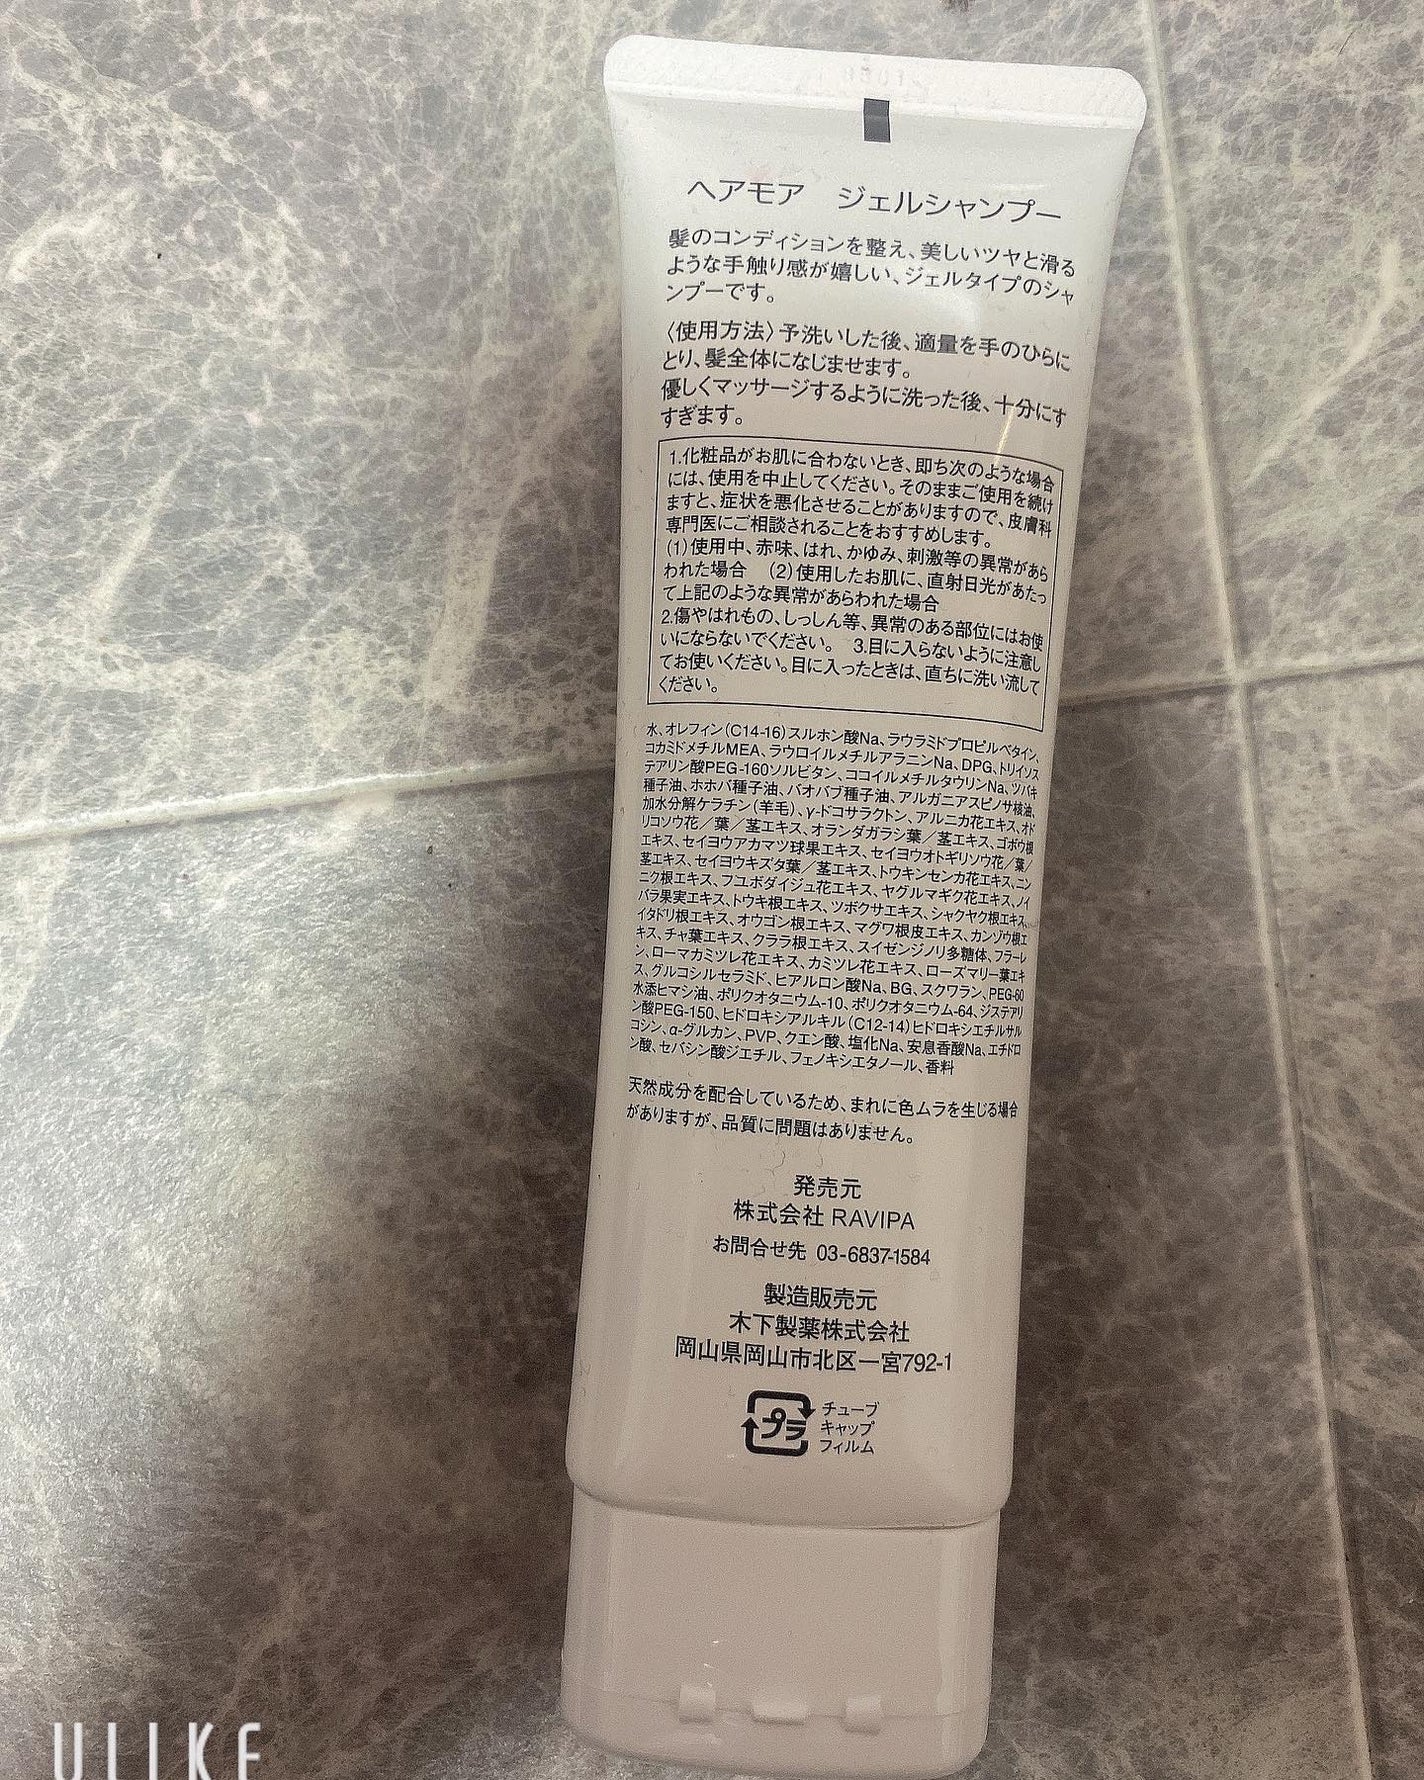 ヘアモア　ジェルシャンプー
髪のコンディションを整え、美しいツヤと滑る
ような手触り感が嬉しい、ジェルタイプのシャ
ンプーです。
〈使用方法〉予洗いした後、適量を手のひらに
とり、髪全体になじませます。
優しくマッサージするように洗った後、十分にす
すぎます。
1.化粧品がお肌に合わないとき、即ち次のような場合
には、使用を中止してください。そのままご使用を続け
ますと、症状を悪化させることがありますので、皮膚科
専門医にご相談されることをおすすめします。
(1)使用中、赤味、はれ、かゆみ、刺激等の異常があら
われた場合　(2)使用したお肌に、直射日光があたっ
て上記のような異常があらわれた場合
2.傷やはれもの、しっしん等、異常のある部位にはお使
いにならないでください。　3.目に入らないように注意し
てお使いください。目に入ったときは、直ちに洗い流して
ください。
水、オレフィン(C14-16)スルホン酸Na、ラウラミドプロピルベタイン、
コカミドメチルMEA、ラウロイルメチルアラニンNa、DPG、トリイソス
テアリン酸PEG-160ソルビタン、ココイルメチルタウリンNa、ツバキ
種子油、ホホバ種子油、バオバブ種子油、アルガニアスピノサ核油、
加水分解ケラチン(羊毛)、γ-ドコサラクトン、アルニカ花エキス、オド
リコソウ花／葉／茎エキス、オランダガラシ葉／茎エキス、ゴボウ根
エキス、セイヨウアカマツ球果エキス、セイヨウオトギリソウ花／葉／
茎エキス、セイヨウキズタ葉／茎エキス、トウキンセンカ花エキス、ニン
ニク根エキス、フユボダイジュ花エキス、ヤグルマギク花エキス、ノイ
バラ果実エキス、トウキ根エキス、ツボクサエキス、シャクヤク根エキス、
イタドリ根エキス、オウゴン根エキス、マグワ根皮エキス、カンゾウ根エ
キス、チャ葉エキス、クララ根エキス、スイゼンジノリ多糖体、フラーレ
ン、ローマカミツレ花エキス、カミツレ花エキス、ローズマリー葉エキ
ス、グルコシルセラミド、ヒアルロン酸Na、BG、スクワラン、PEG-60
水添ヒマシ油、ポリクオタニウム-10、ポリクオタニウム-64、ジステアリ
ン酸PEG-150、ヒドロキシアルキル(C12-14)ヒドロキシエチルサル
コシン、α-グルカン、PVP、クエン酸、塩化Na、安息香酸Na、エチドロ
ン酸、セバシン酸ジエチル、フェノキシエタノール、香料
天然成分を配合しているため、まれに色ムラを生じる場合
がありますが、品質に問題はありません。
発売元
株式会社 RAVIPA
お問合せ先 03-6837-1584
製造販売元
木下製薬株式会社
岡山県岡山市北区一宮792-1
プラ
チューブ
キャップ
フィルム
ULIKE